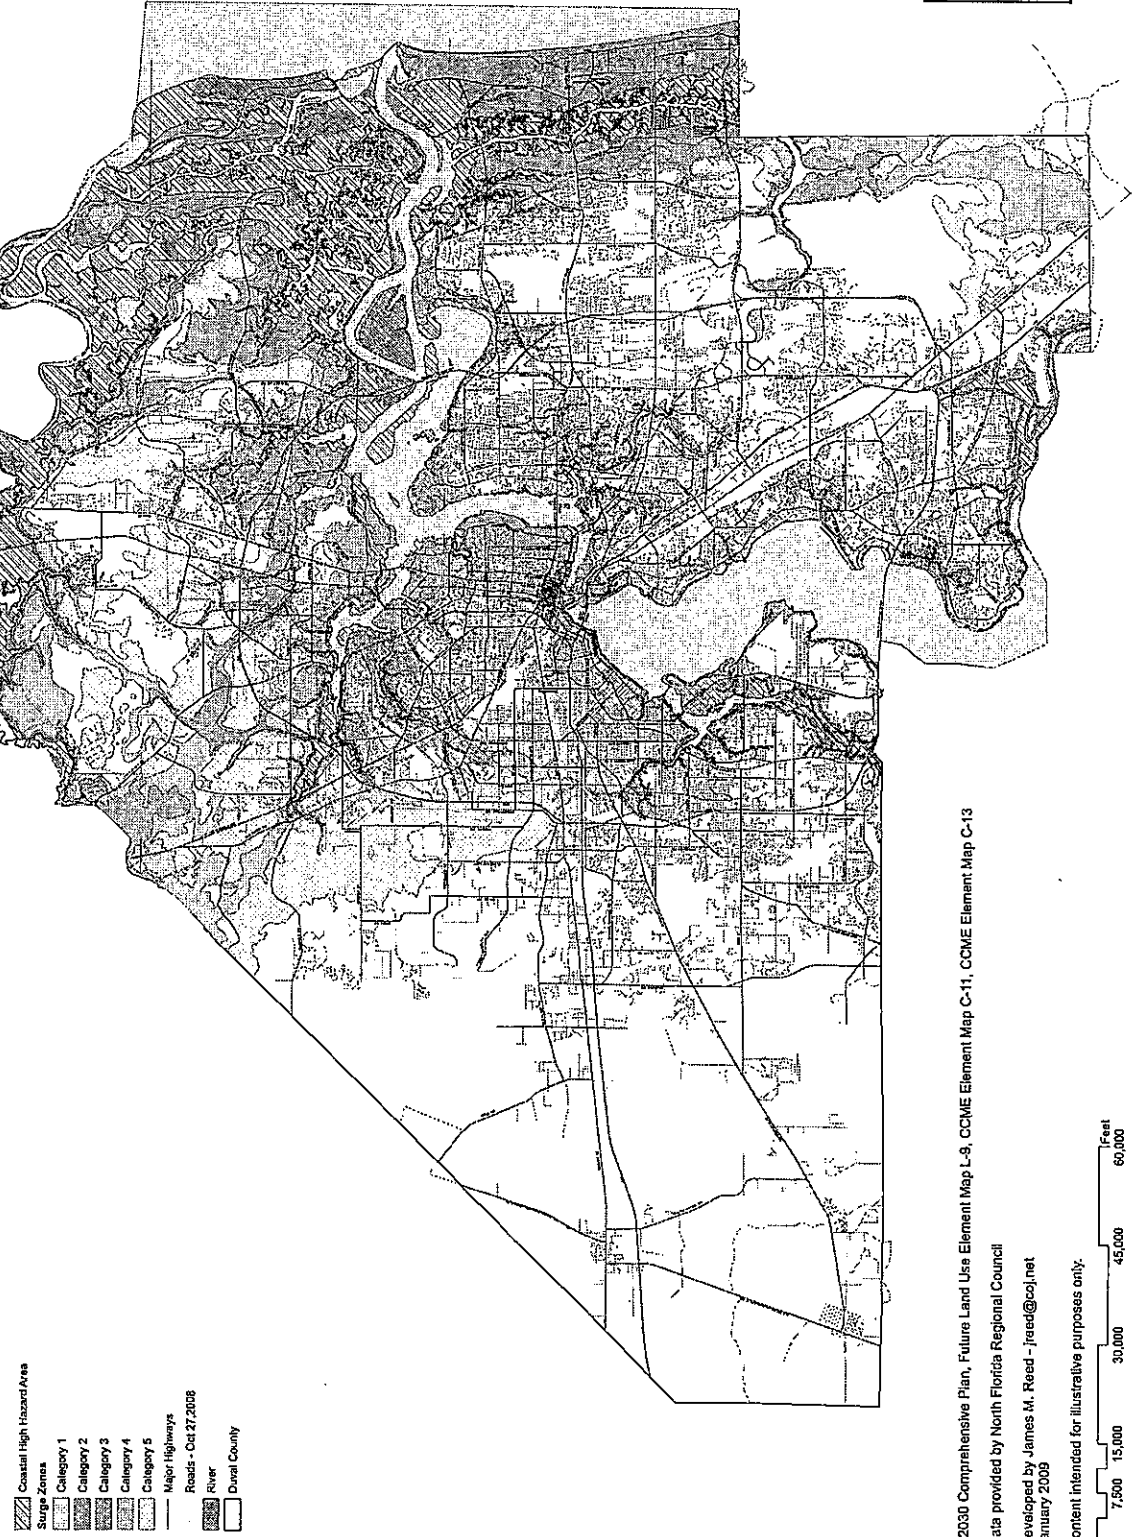 Coastal High Hazard Area
Surge Zones
Category 1
Category 2
Category 3
Category 4
Category 5
Major Highways
Roads - Oct 27,2008
River
Duval County
2030 Comprehensive Plan, Future Land Use Element Map L-9, CCME Element Map C-11, CCME Element Map C-13
ata provided by North Florida Regional Council
eveloped by James M. Reed - jreed@coj.net
anuary 2009
ontent intended for illustrative purposes only.
7,500 15,000 30,000 45,000 60,000
Feet